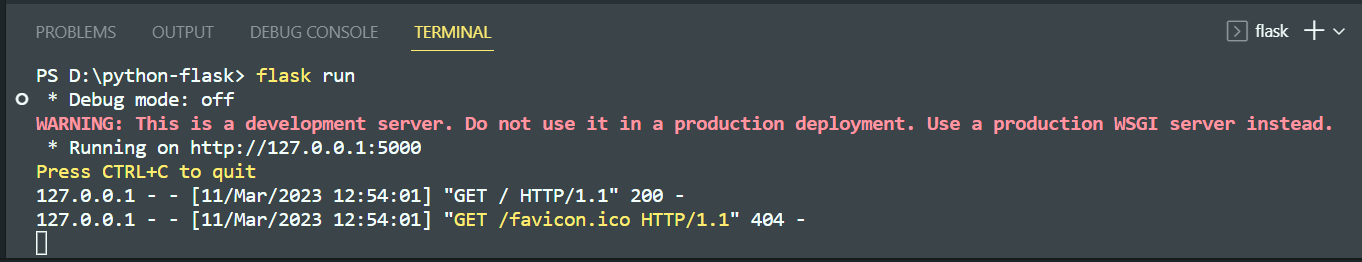 PROBLEMS OUTPUT DEBUG CONSOLE TERMINAL flask
PS D:\python-flask> flask run
 * Debug mode: off
WARNING: This is a development server. Do not use it in a production deployment. Use a production WSGI server instead.
 * Running on http://127.0.0.1:5000
Press CTRL+C to quit
127.0.0.1 - - [11/Mar/2023 12:54:01] "GET / HTTP/1.1" 200 -
127.0.0.1 - - [11/Mar/2023 12:54:01] "GET /favicon.ico HTTP/1.1" 404 -